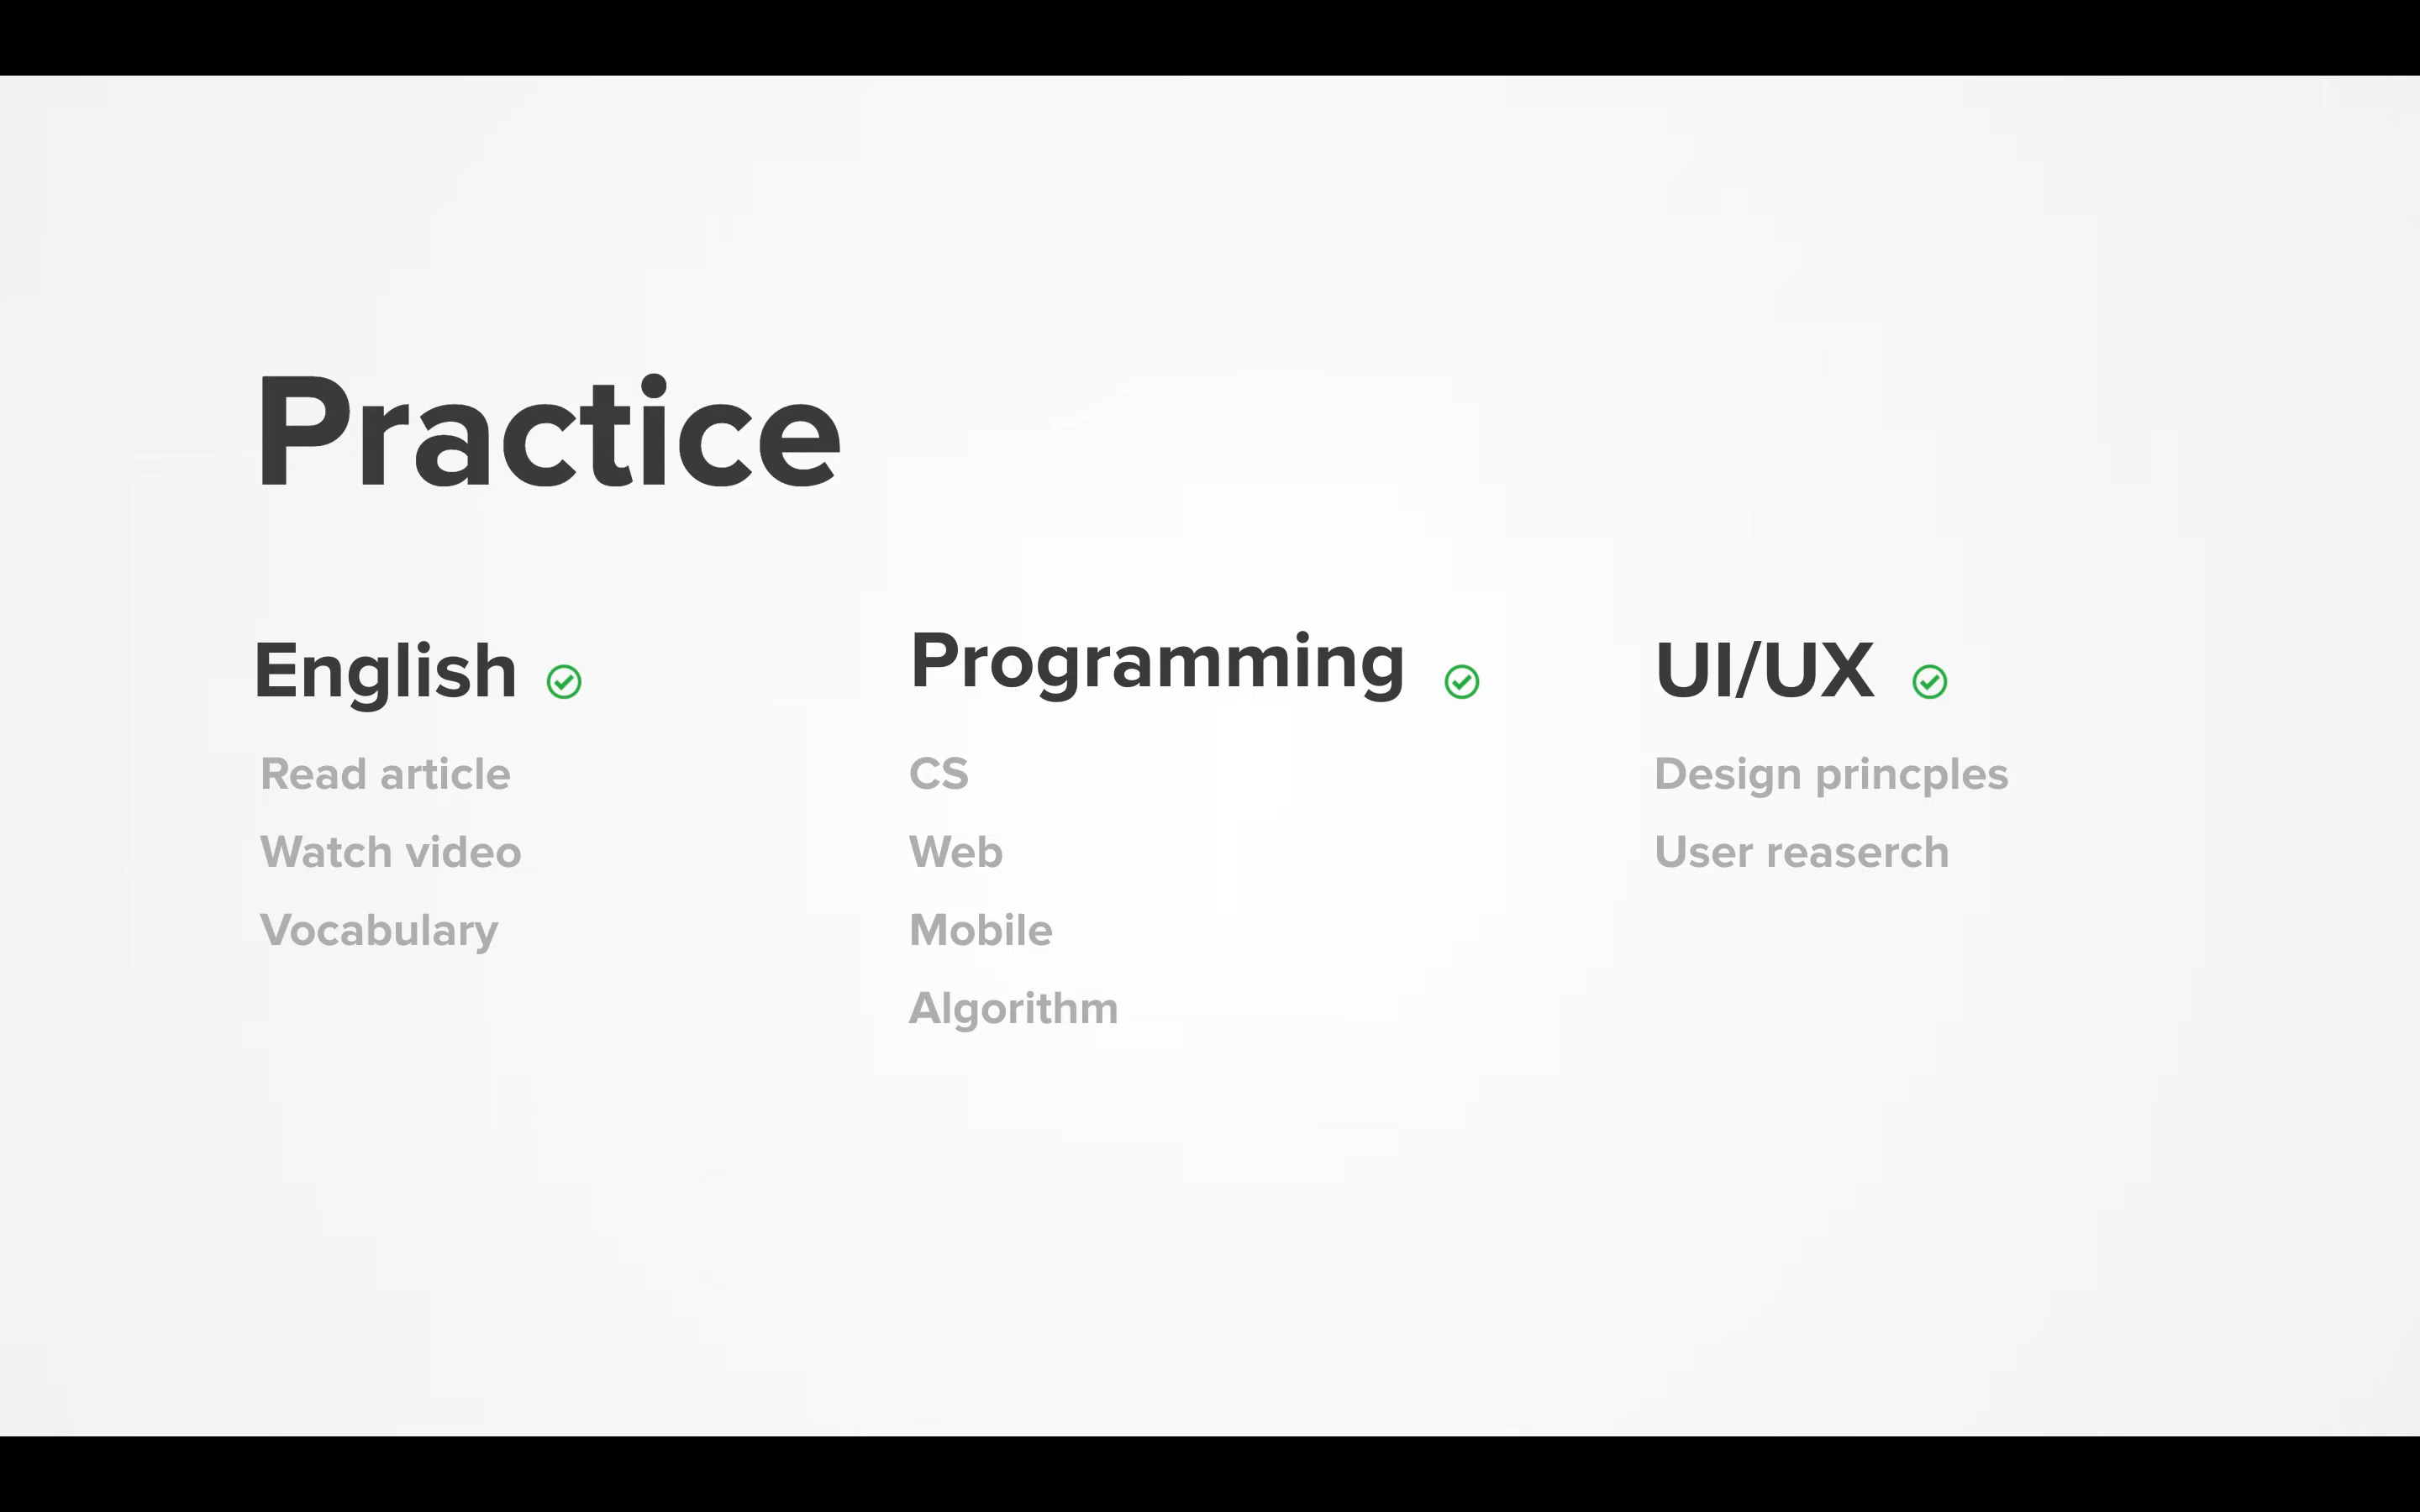 Practice
English
Read article
Watch video
Vocabulary
Programming
CS
Web
Mobile
Algorithm
UI/UX
Design princples
User reaserch